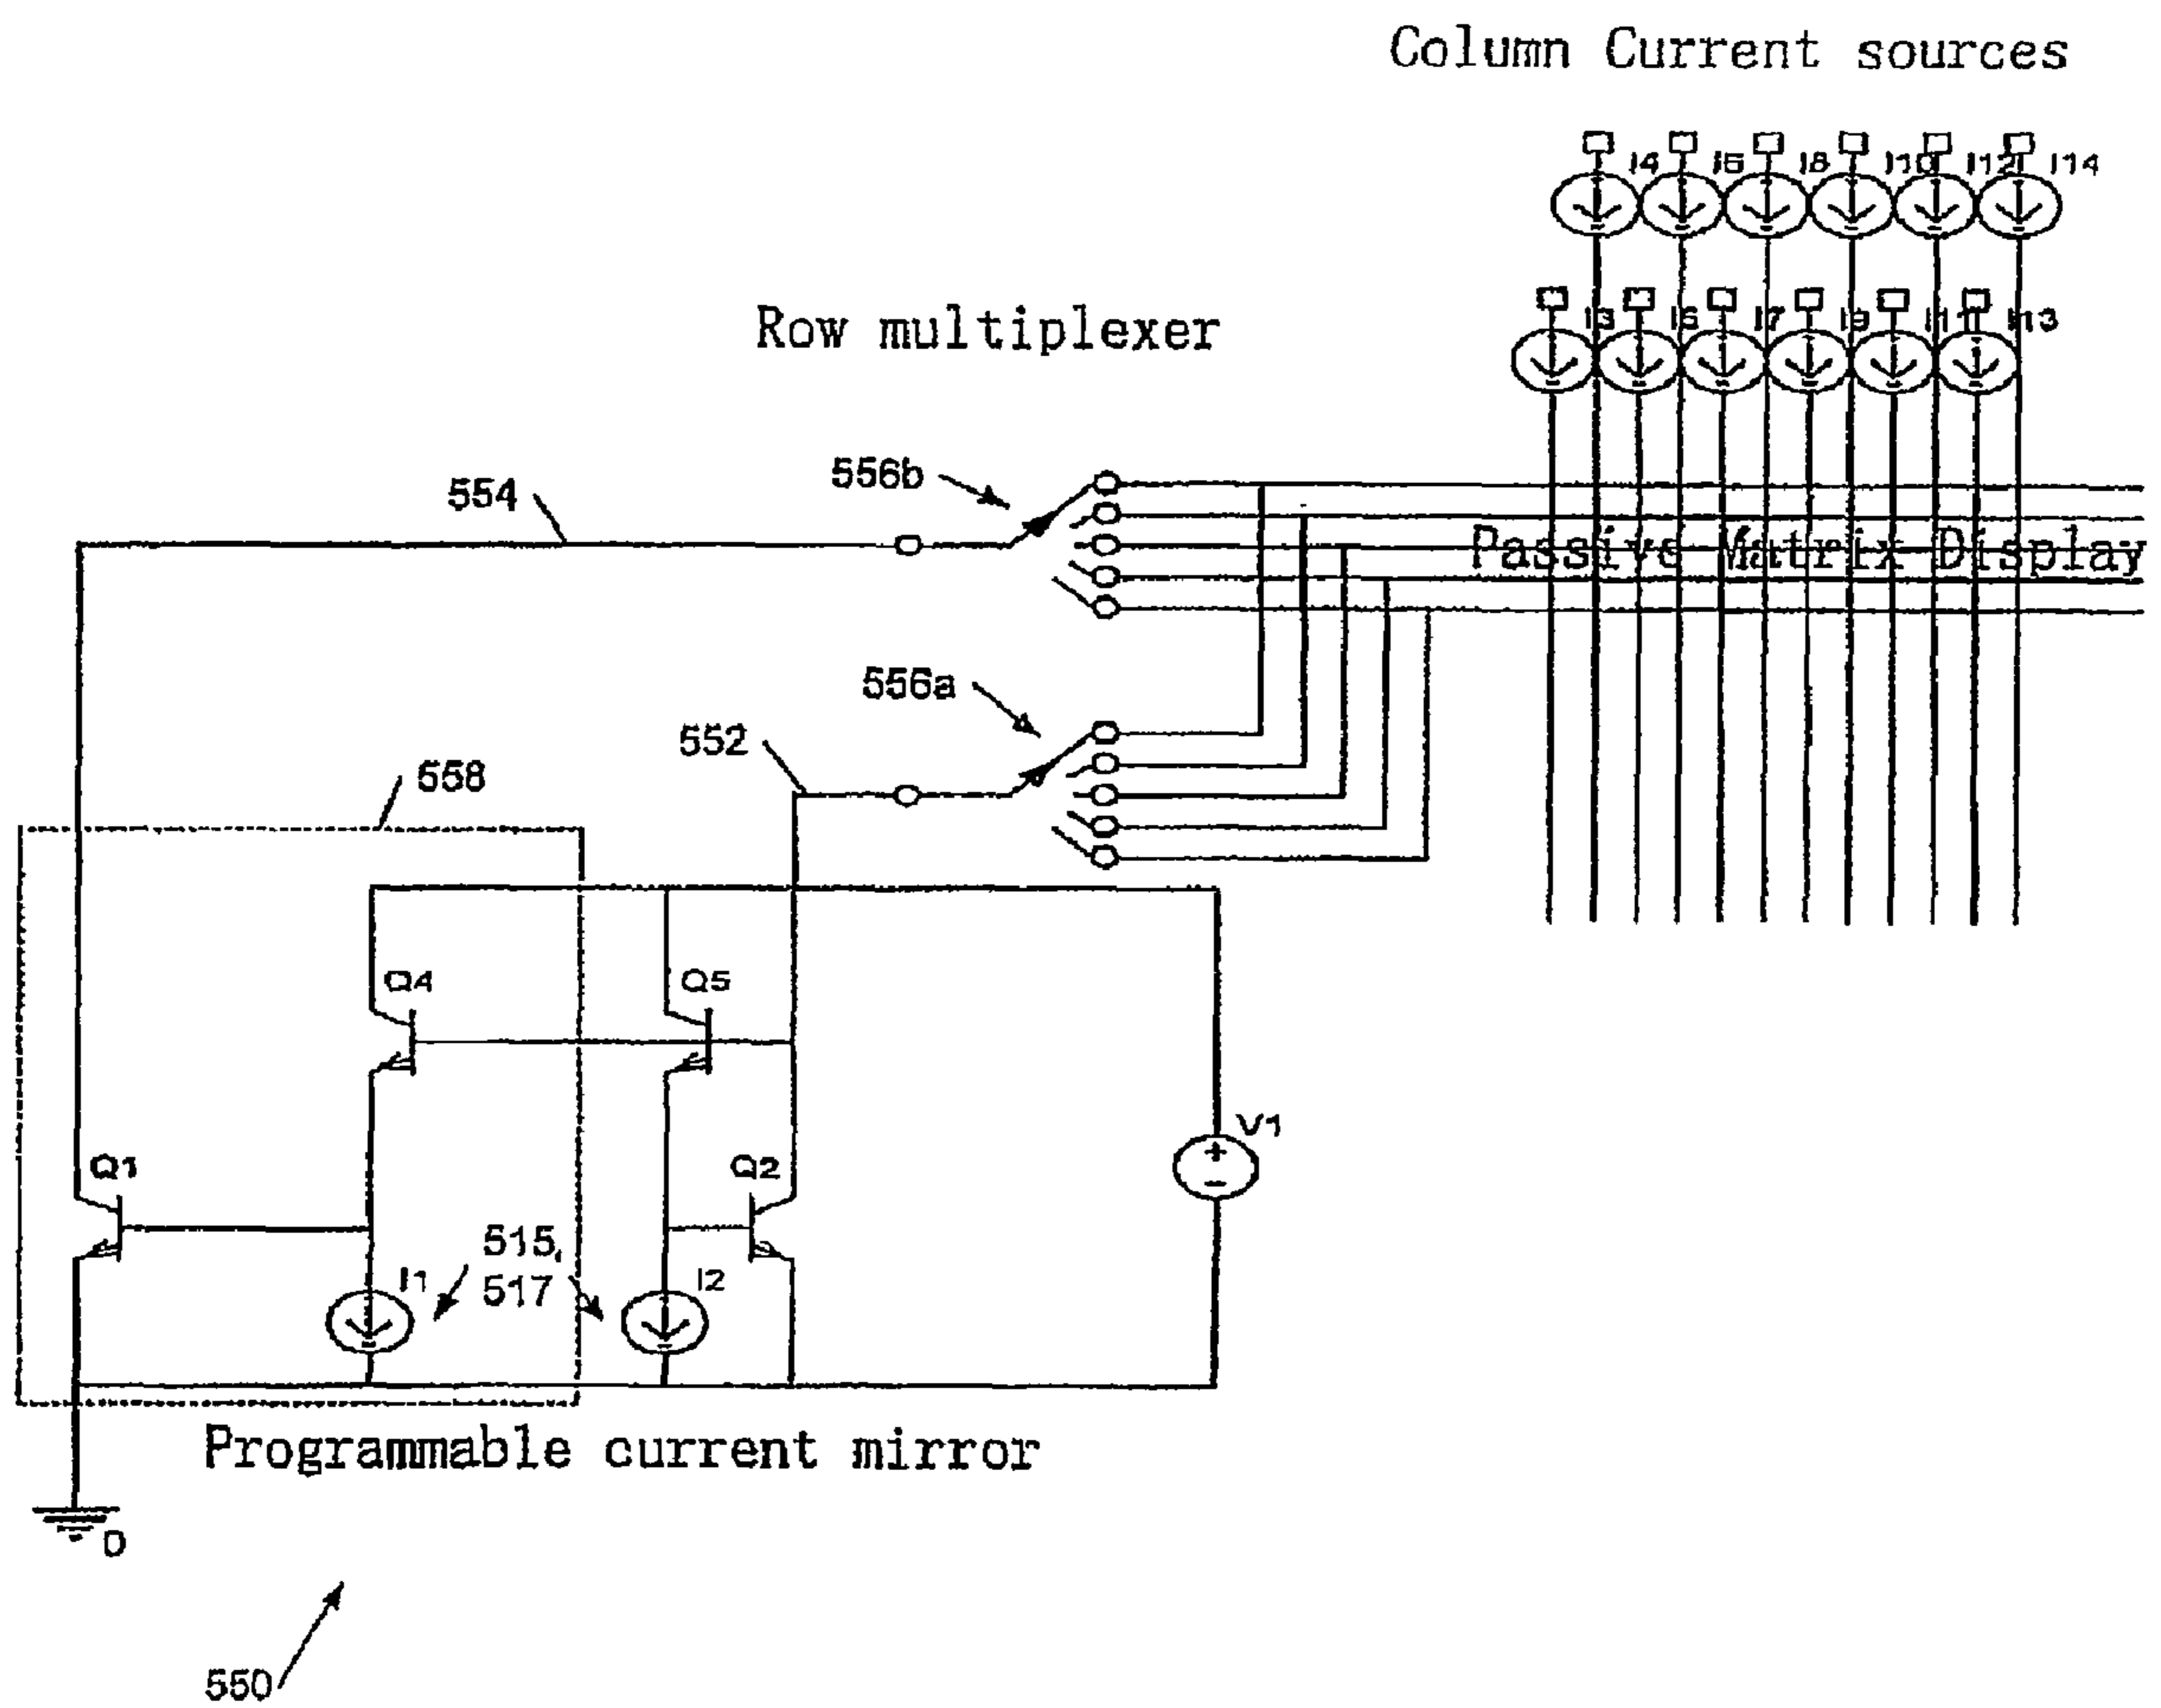 Column Current sources
I4 I5 I8 I10 I12 I14
Row multiplexer
I3 I6 I7 I9 I11 I13
556b
554
Passive Matrix Display
556a
552
558
Q4
Q5
V1
+
-
Q1
Q2
515,
517
I1
I2
Programmable current mirror
0
550